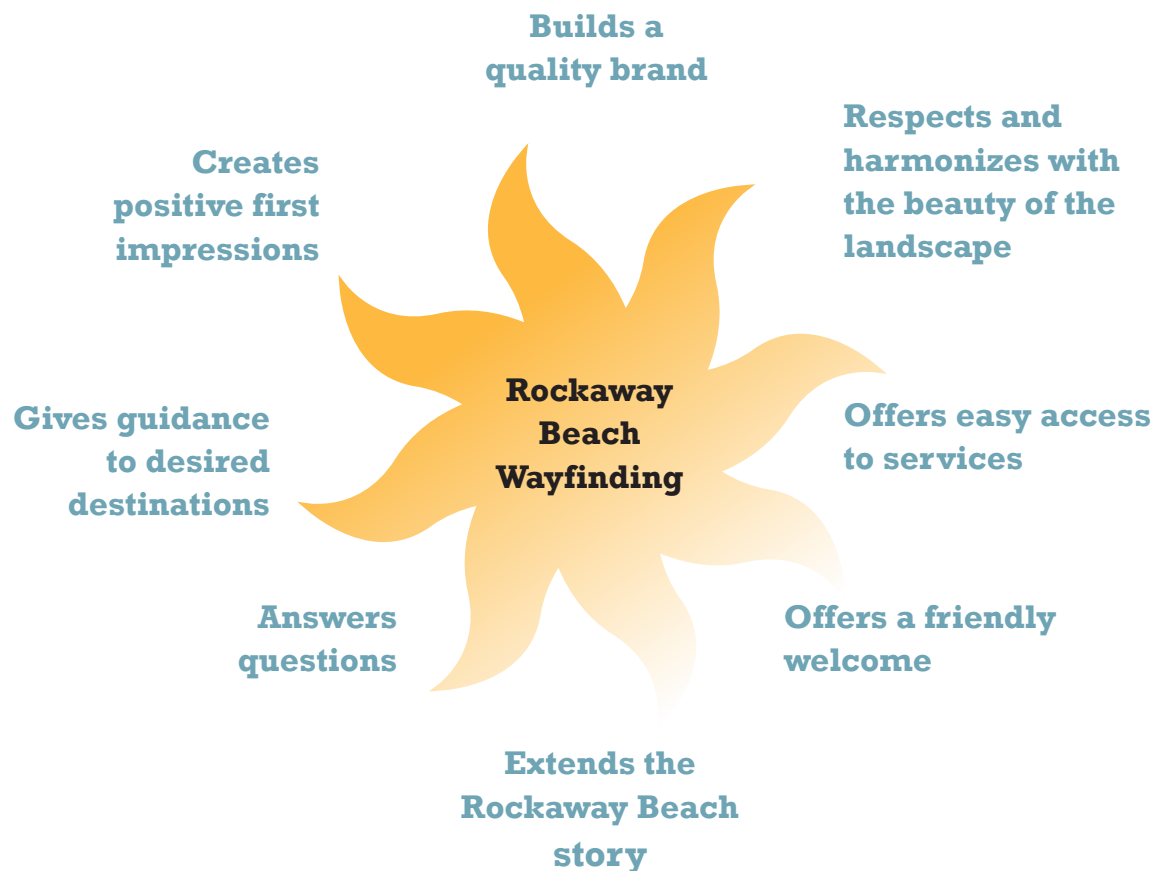 Builds a
quality brand
Respects and
harmonizes with
the beauty of the
landscape
Creates
positive first
impressions
Rockaway
Beach
Wayfinding
Gives guidance
to desired
destinations
Offers easy access
to services
Answers
questions
Offers a friendly
welcome
Extends the
Rockaway Beach
story